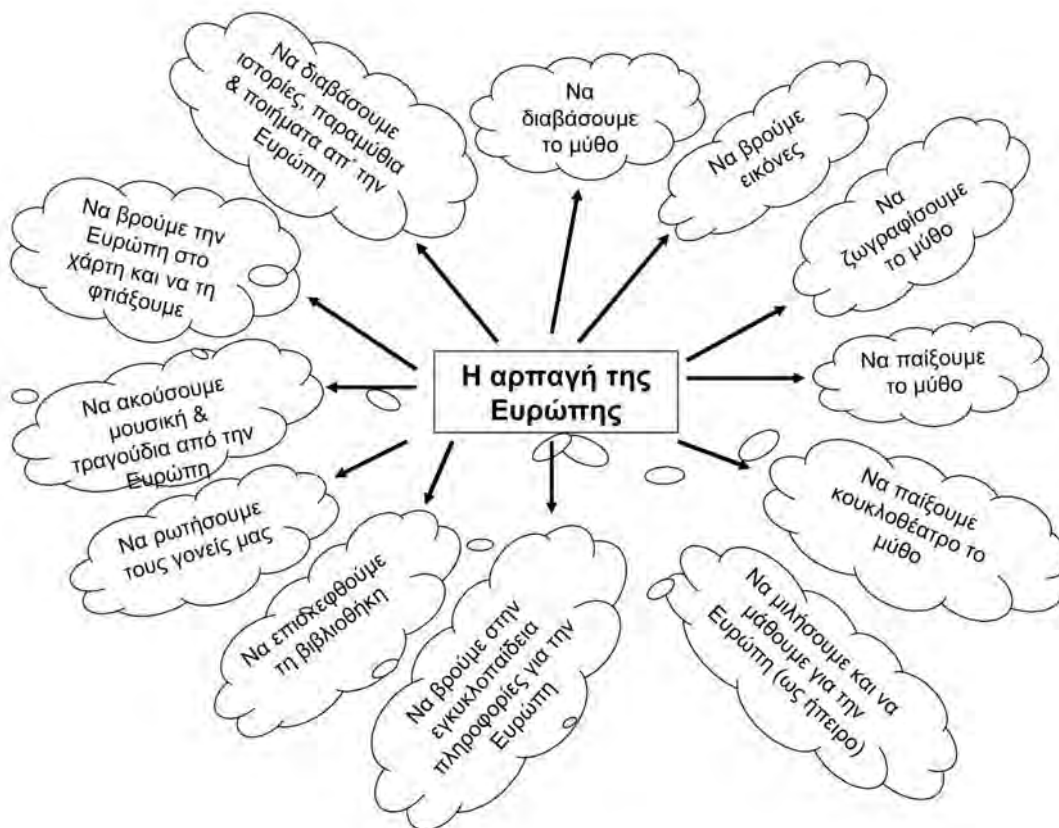 Να διαβάσουμε
ιστορίες, παραμύθια
& ποιήματα απ' την
Ευρώπη
Να
διαβάσουμε
το μύθο
Να βρούμε
εικόνες
Να
ζωγραφίσουμε
το μύθο
Να βρούμε την
Ευρώπη στο
χάρτη και να τη
φτιάξουμε
Η αρπαγή της
Ευρώπης
Να παίξουμε
το μύθο
Να ακούσουμε
μουσική &
τραγούδια από την
Ευρώπη
Να παίξουμε
κουκλοθέατρο το
μύθο
Να ρωτήσουμε
τους γονείς μας
Να επισκεφθούμε
τη βιβλιοθήκη
Να βρούμε στην
εγκυκλοπαίδεια
πληροφορίες για την
Ευρώπη
Να μιλήσουμε και να
μάθουμε για την
Ευρώπη (ως ήπειρο)